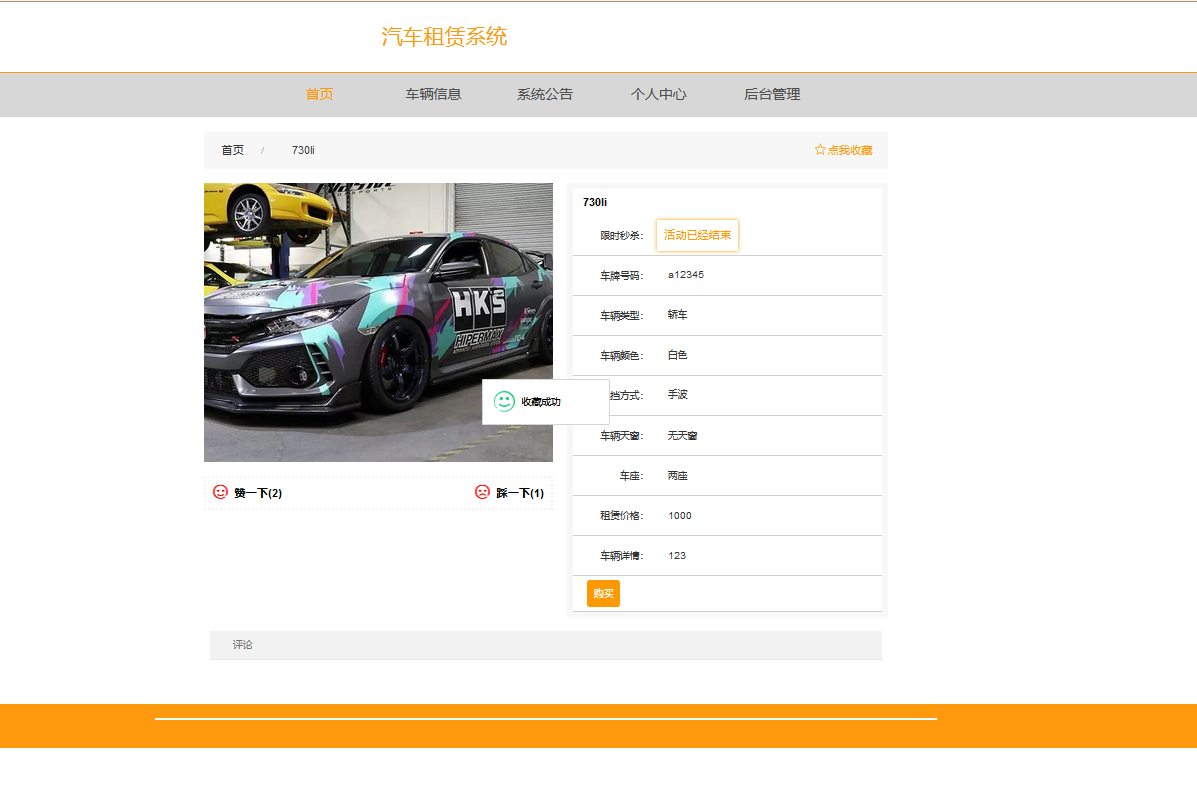 汽车租赁系统
首页 车辆信息 系统公告 个人中心 后台管理
首页 / 730li
点我收藏
HKS
HIPERMAX
赞一下(2) 踩一下(1)
收藏成功
730li
限时秒杀： 活动已经结束
车牌号码： a12345
车辆类型： 轿车
车辆颜色： 白色
挡方式： 手波
车辆天窗： 无天窗
车座： 两座
租赁价格： 1000
车辆详情： 123
购买
评论